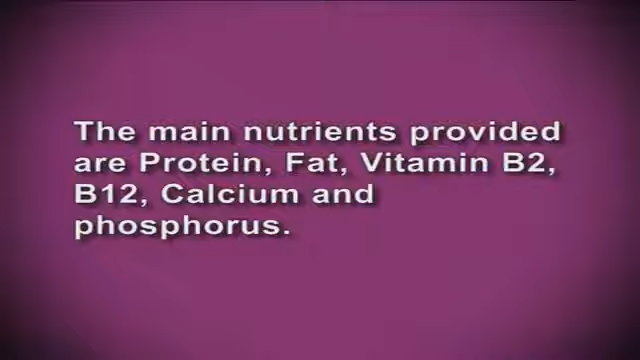 The main nutrients provided
are Protein, Fat, Vitamin B2,
B12, Calcium and
phosphorus.